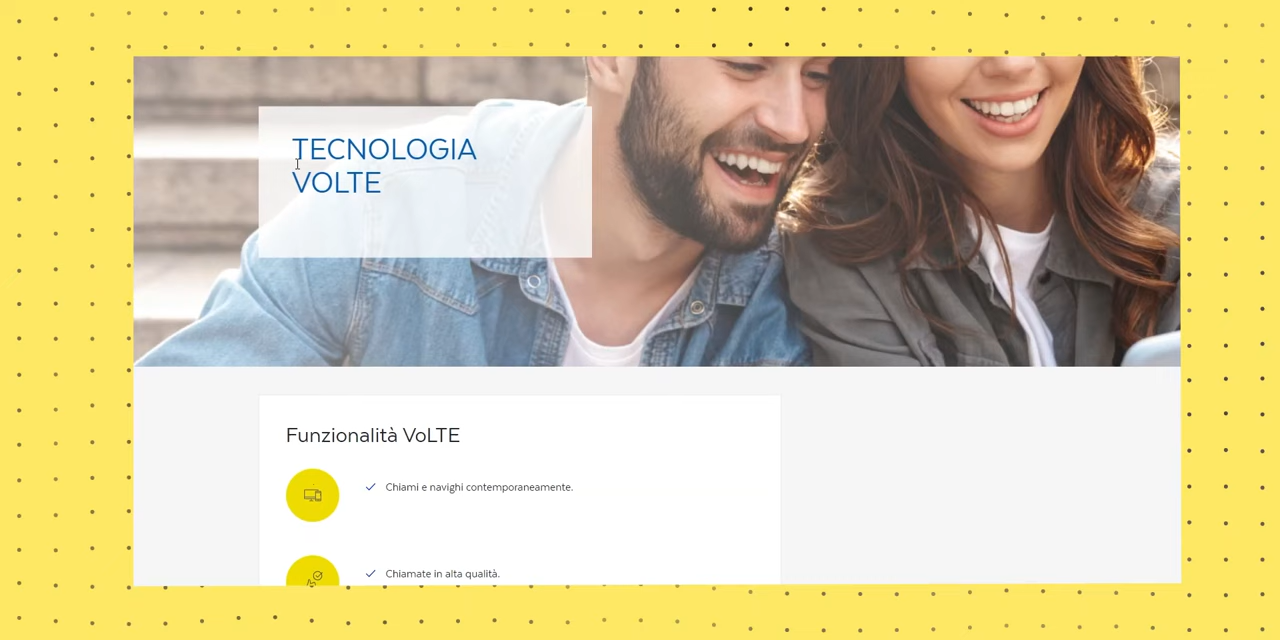 TECNOLOGIA
VOLTE
Funzionalità VoLTE
Chiami e navighi contemporaneamente.
Chiamate in alta qualità.